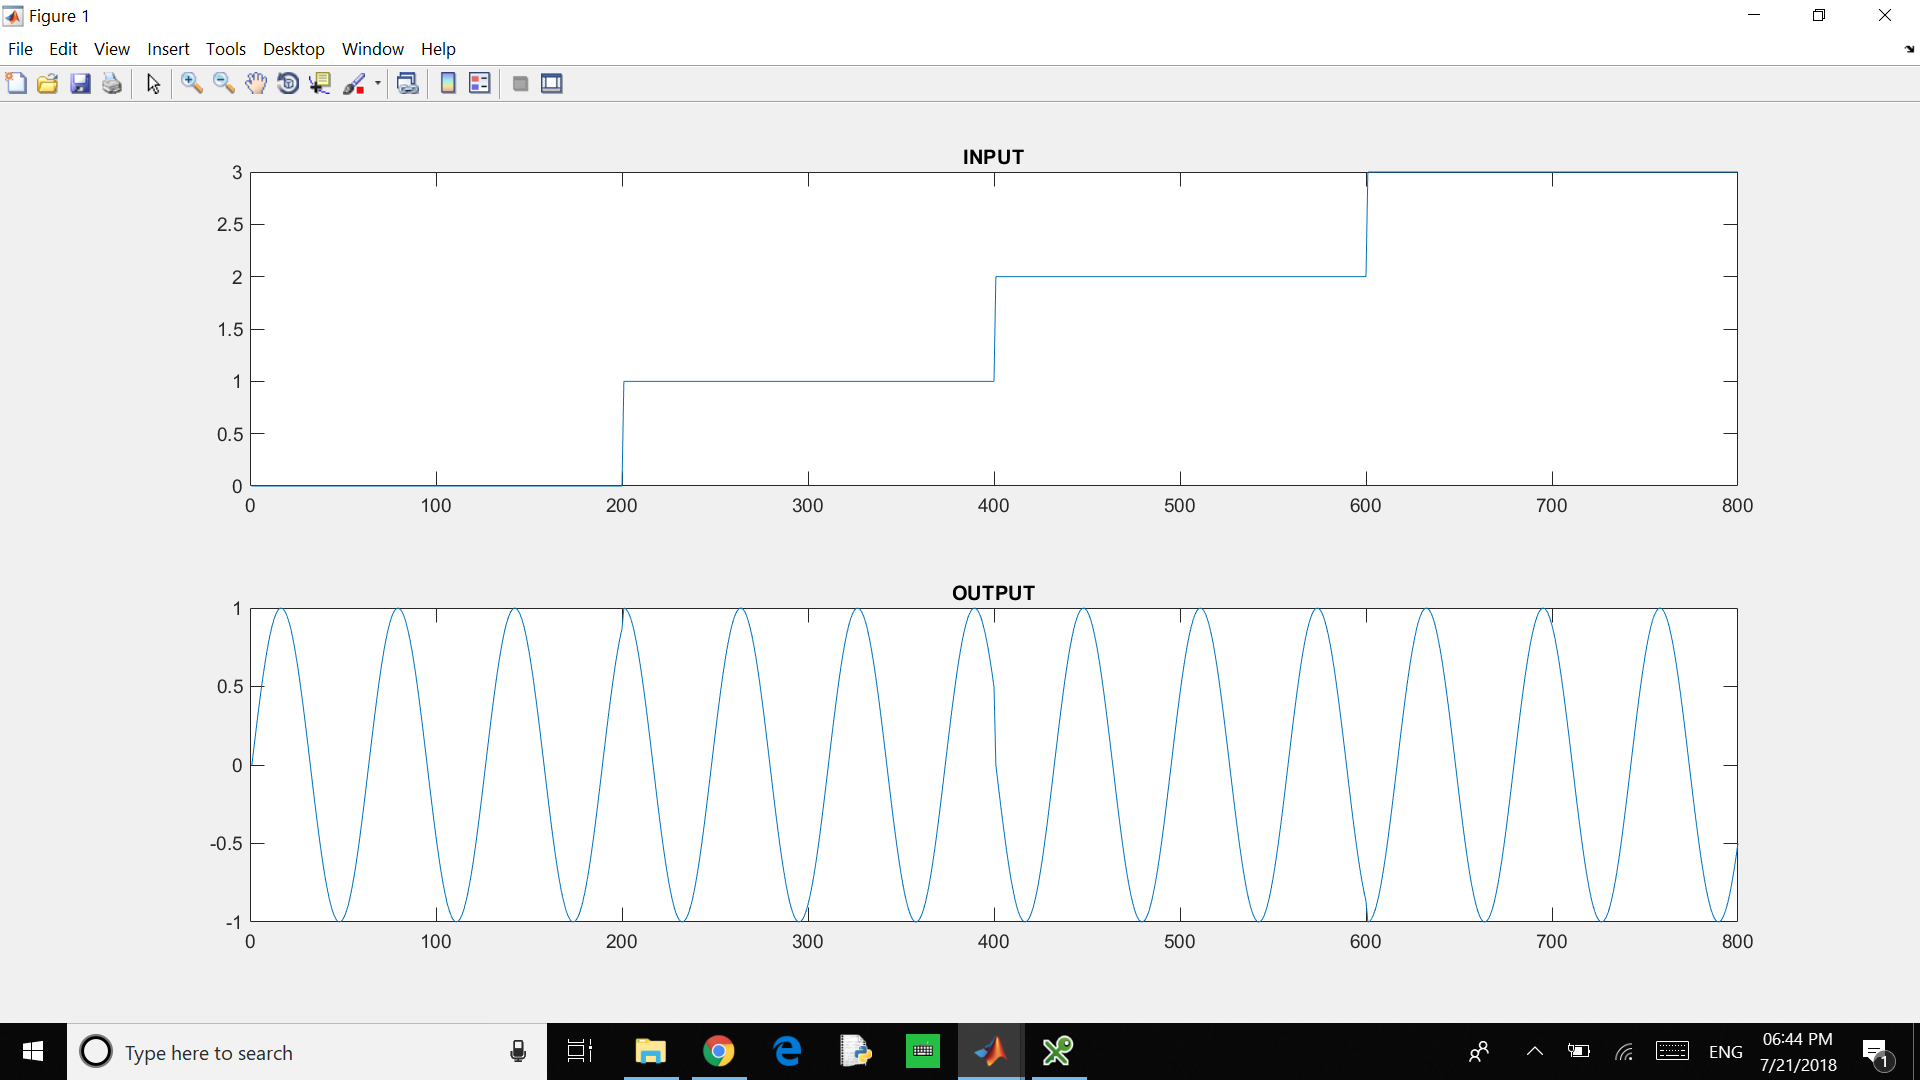 Figure 1
File Edit View Insert Tools Desktop Window Help
INPUT
3
2.5
2
1.5
1
0.5
0
0 100 200 300 400 500 600 700 800
OUTPUT
1
0.5
0
-0.5
-1
0 100 200 300 400 500 600 700 800
Type here to search
ENG
06:44 PM
7/21/2018
1